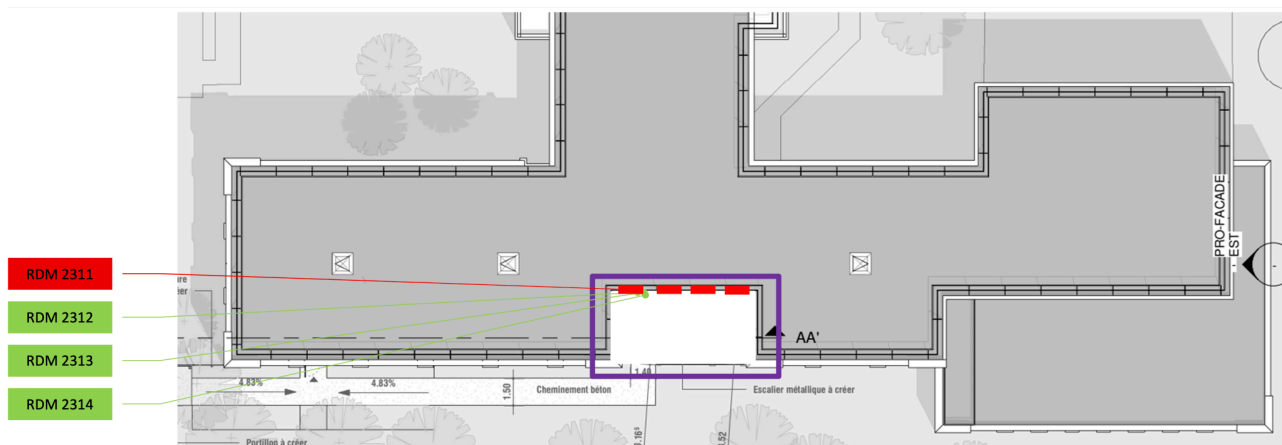 RDM 2311
RDM 2312
RDM 2313
RDM 2314
PRO-FACADE
EST
AA'
4.83%
4.83%
1.50
Cheminement béton
1.40
Escalier métallique à créer
Portillon à créer